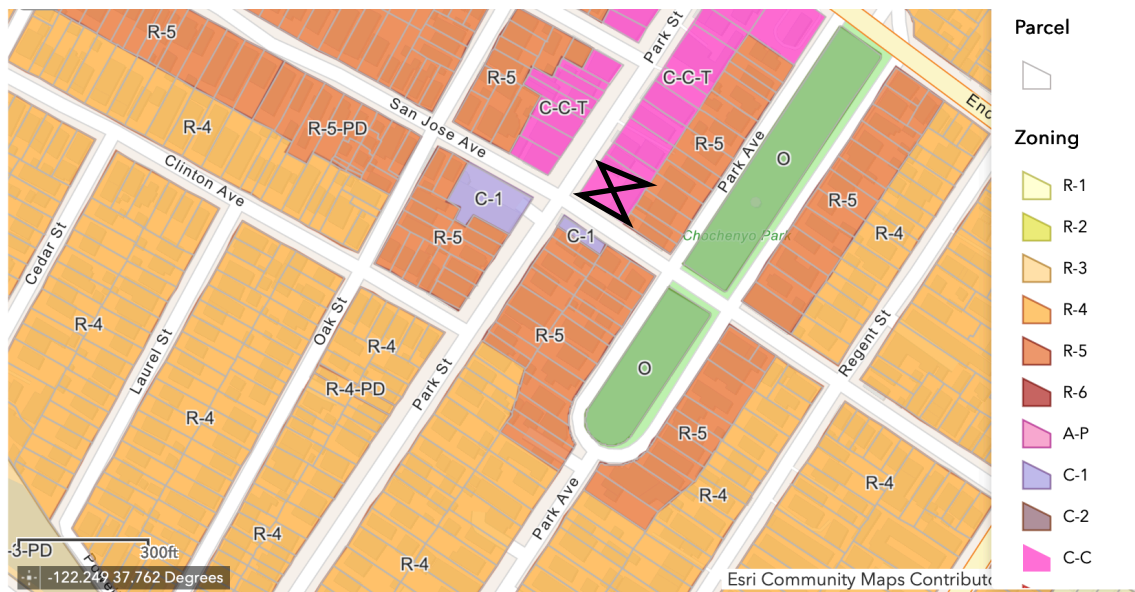 R-5
Park St
Parcel
C-C-T
R-5
C-C-T
San Jose Ave
Zoning
R-4
R-5-PD
R-5
Park Ave
O
R-1
Clinton Ave
C-1
R-5
R-2
Cedar St
R-5
C-1
Chochenyo Park
R-4
R-3
R-4
Laurel St
Oak St
R-4
R-5
Regent St
R-4
R-4-PD
Park St
O
R-5
R-4
R-5
R-6
R-4
R-4
A-P
R-4
Park Ave
C-1
R-4
C-2
-3-PD
300ft
C-C
-122.249 37.762 Degrees
Esri Community Maps Contributo